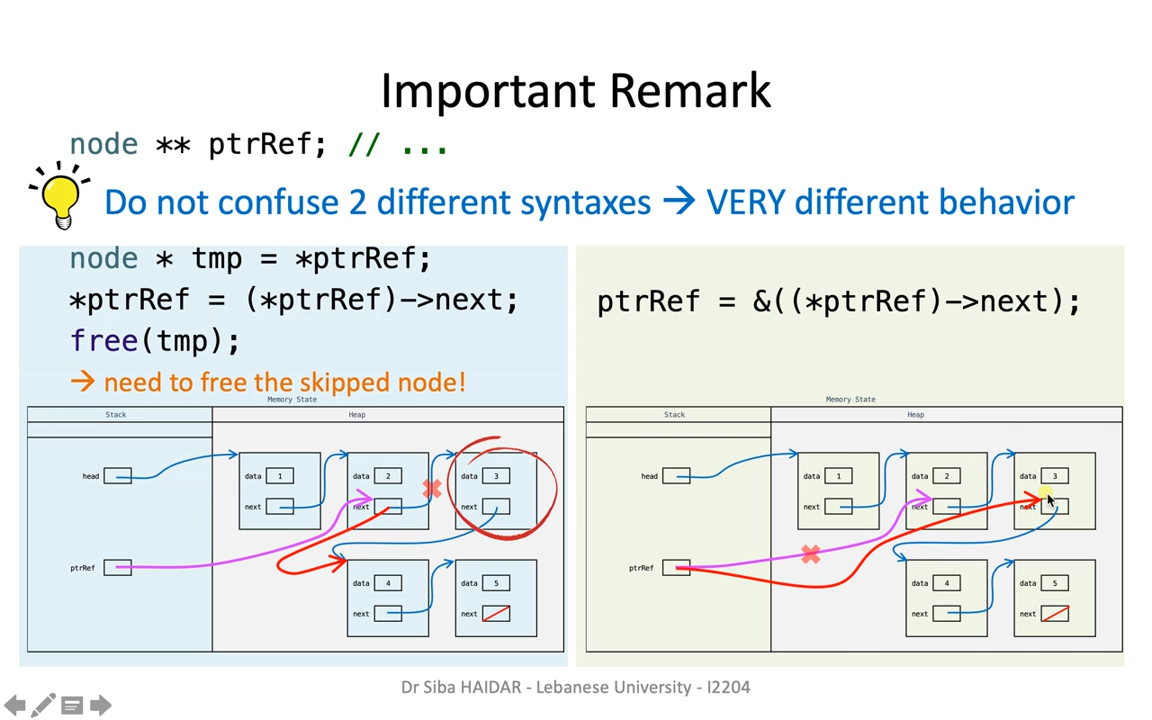 Important Remark
node ** ptrRef; // ...
Do not confuse 2 different syntaxes → VERY different behavior
node * tmp = *ptrRef;
*ptrRef = (*ptrRef)->next;
free(tmp);
→ need to free the skipped node!
Memory State
Stack Heap
head
data 1
next
data 2
next
data 3
next
ptrRef
data 4
next
data 5
next
ptrRef = &((*ptrRef)->next);
Memory State
Stack Heap
head
data 1
next
data 2
next
data 3
next
ptrRef
data 4
next
data 5
next
Dr Siba HAIDAR - Lebanese University - I2204